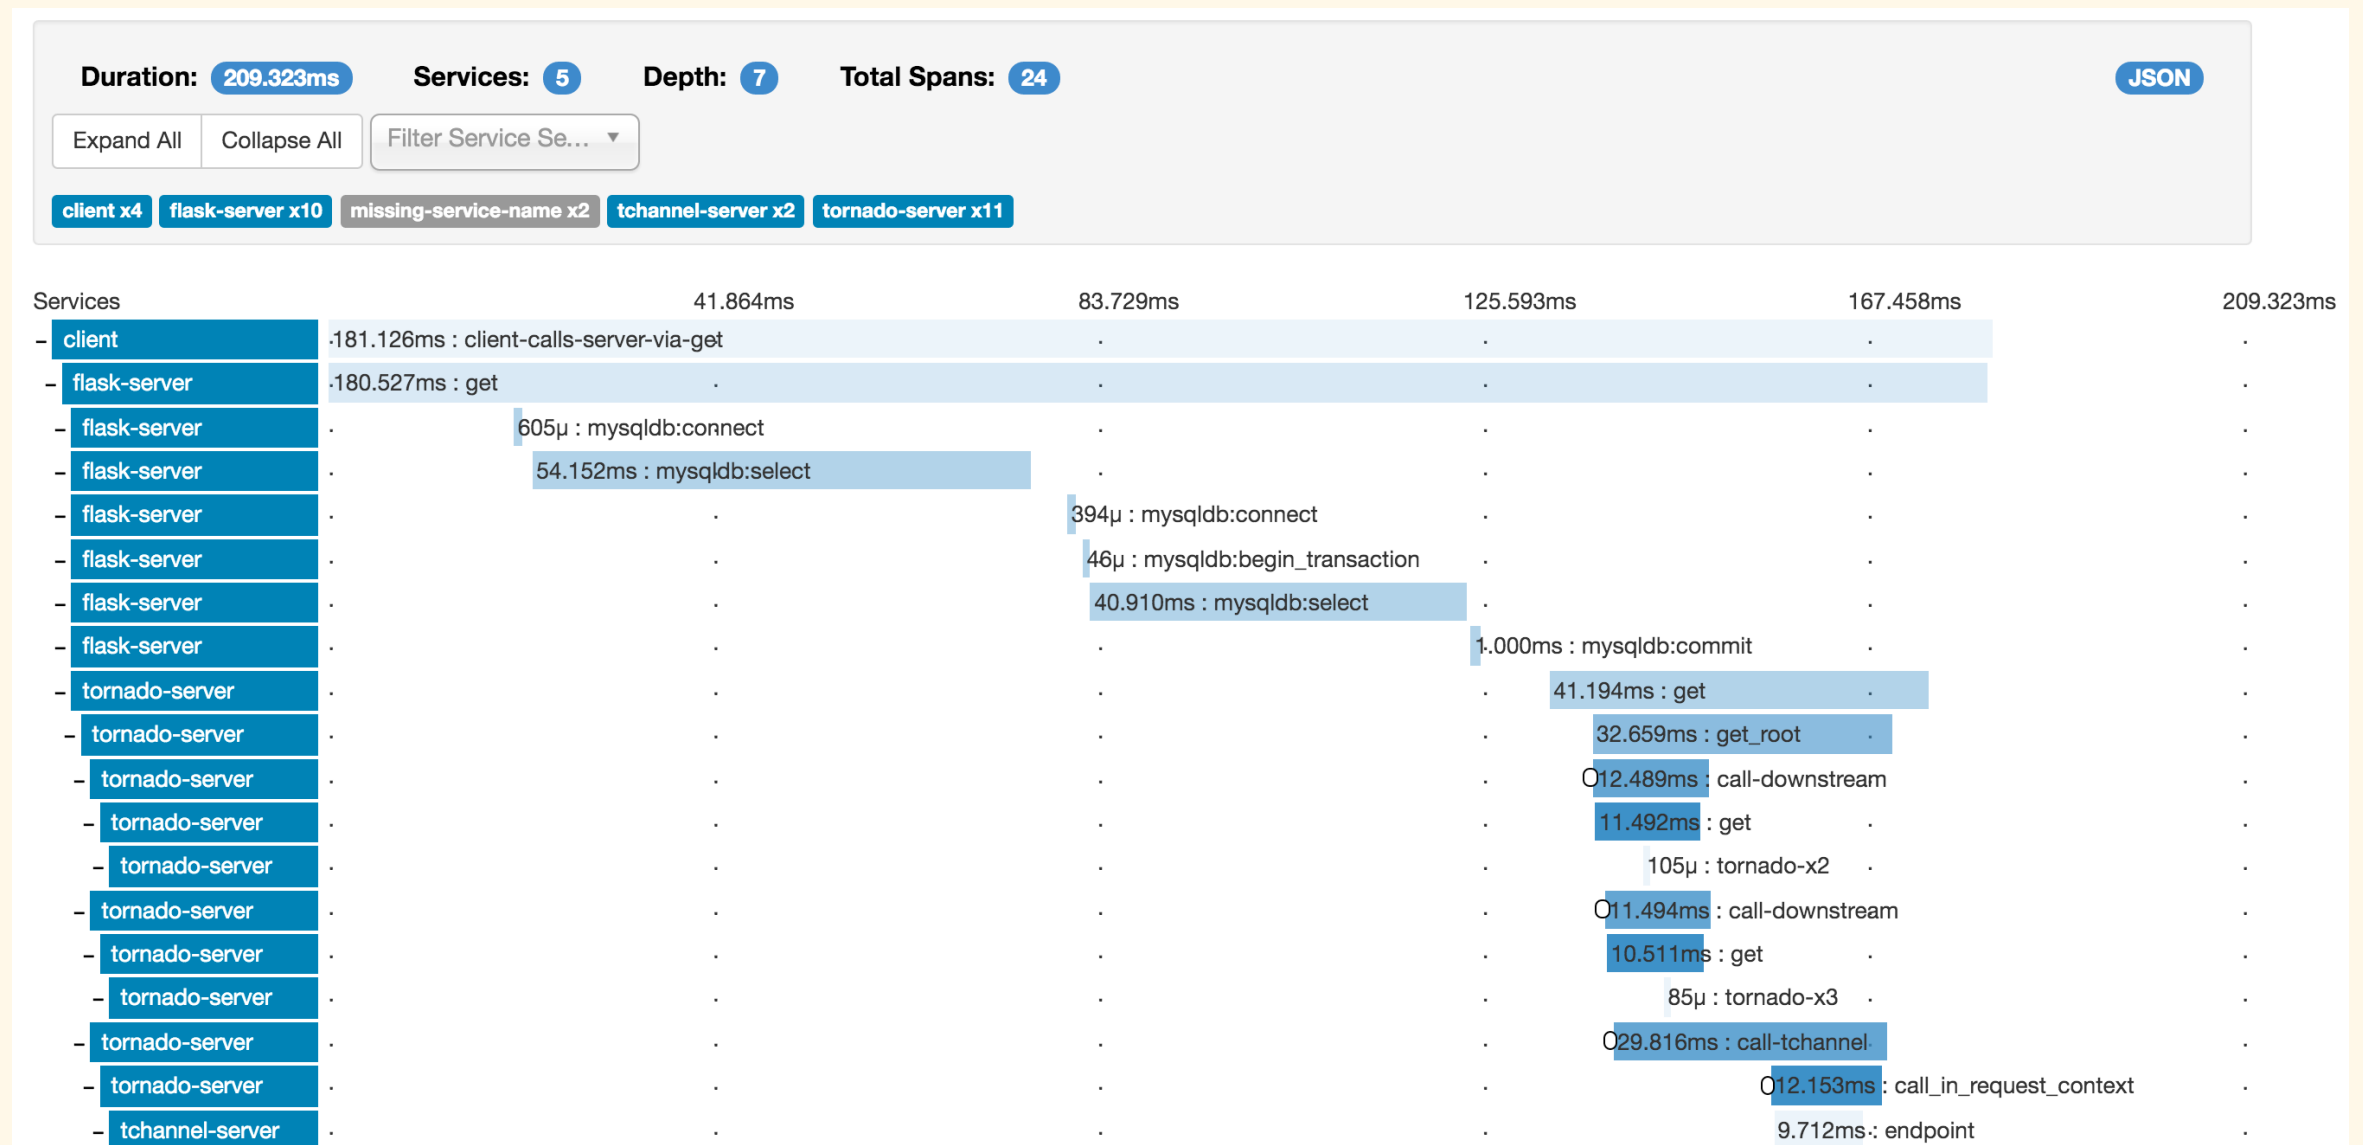 Duration: 209.323ms Services: 5 Depth: 7 Total Spans: 24 JSON
Expand All Collapse All Filter Service Se...
client x4 flask-server x10 missing-service-name x2 tchannel-server x2 tornado-server x11
Services 41.864ms 83.729ms 125.593ms 167.458ms 209.323ms
client 181.126ms : client-calls-server-via-get
flask-server 180.527ms : get
flask-server 605μ : mysqldb:connect
flask-server 54.152ms : mysqldb:select
flask-server 394μ : mysqldb:connect
flask-server 46μ : mysqldb:begin_transaction
flask-server 40.910ms : mysqldb:select
flask-server 1.000ms : mysqldb:commit
tornado-server 41.194ms : get
tornado-server 32.659ms : get_root
tornado-server 12.489ms : call-downstream
tornado-server 11.492ms : get
tornado-server 105μ : tornado-x2
tornado-server 11.494ms : call-downstream
tornado-server 10.511ms : get
tornado-server 85μ : tornado-x3
tornado-server 29.816ms : call-tchannel
tornado-server 12.153ms : call_in_request_context
tchannel-server 9.712ms : endpoint